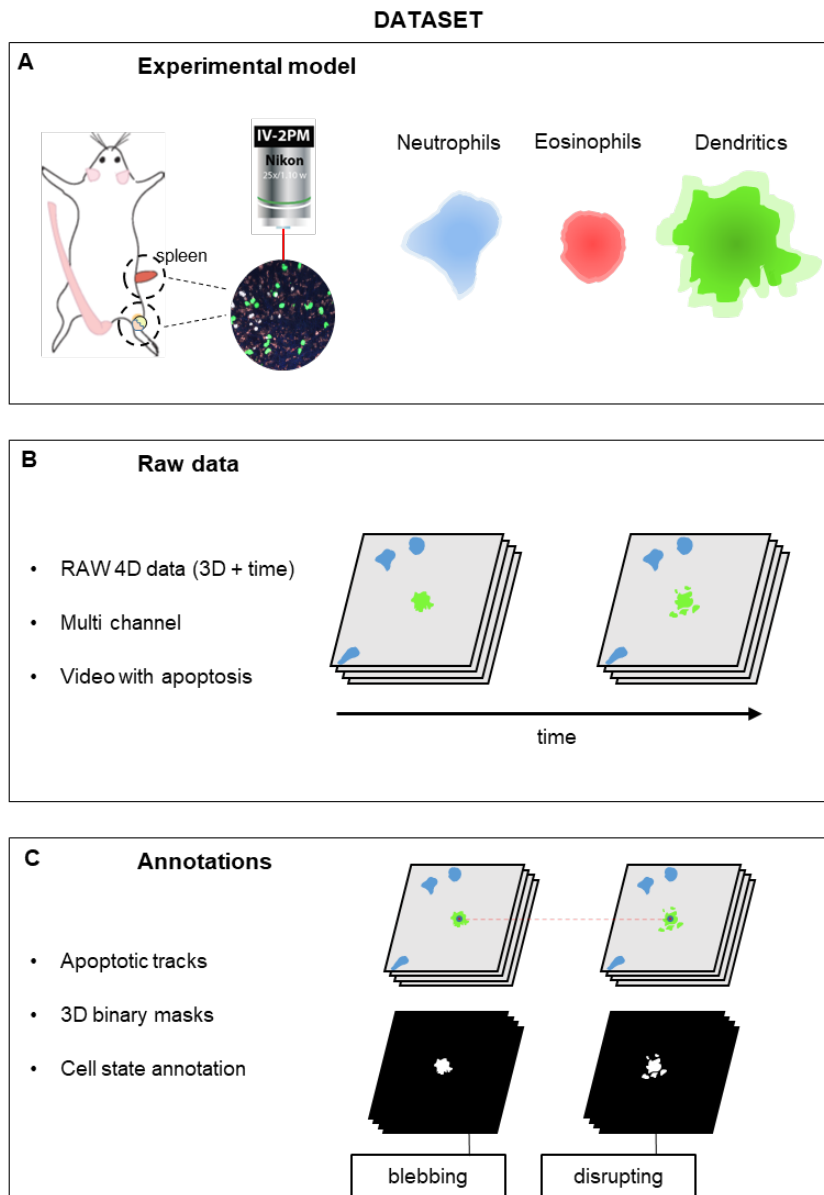 DATASET
A
Experimental model
IV-2PM
Nikon
25x/1.10 w
spleen
Neutrophils
Eosinophils
Dendritics
B
Raw data
• RAW 4D data (3D + time)
• Multi channel
• Video with apoptosis
time
C
Annotations
• Apoptotic tracks
• 3D binary masks
• Cell state annotation
blebbing
disrupting